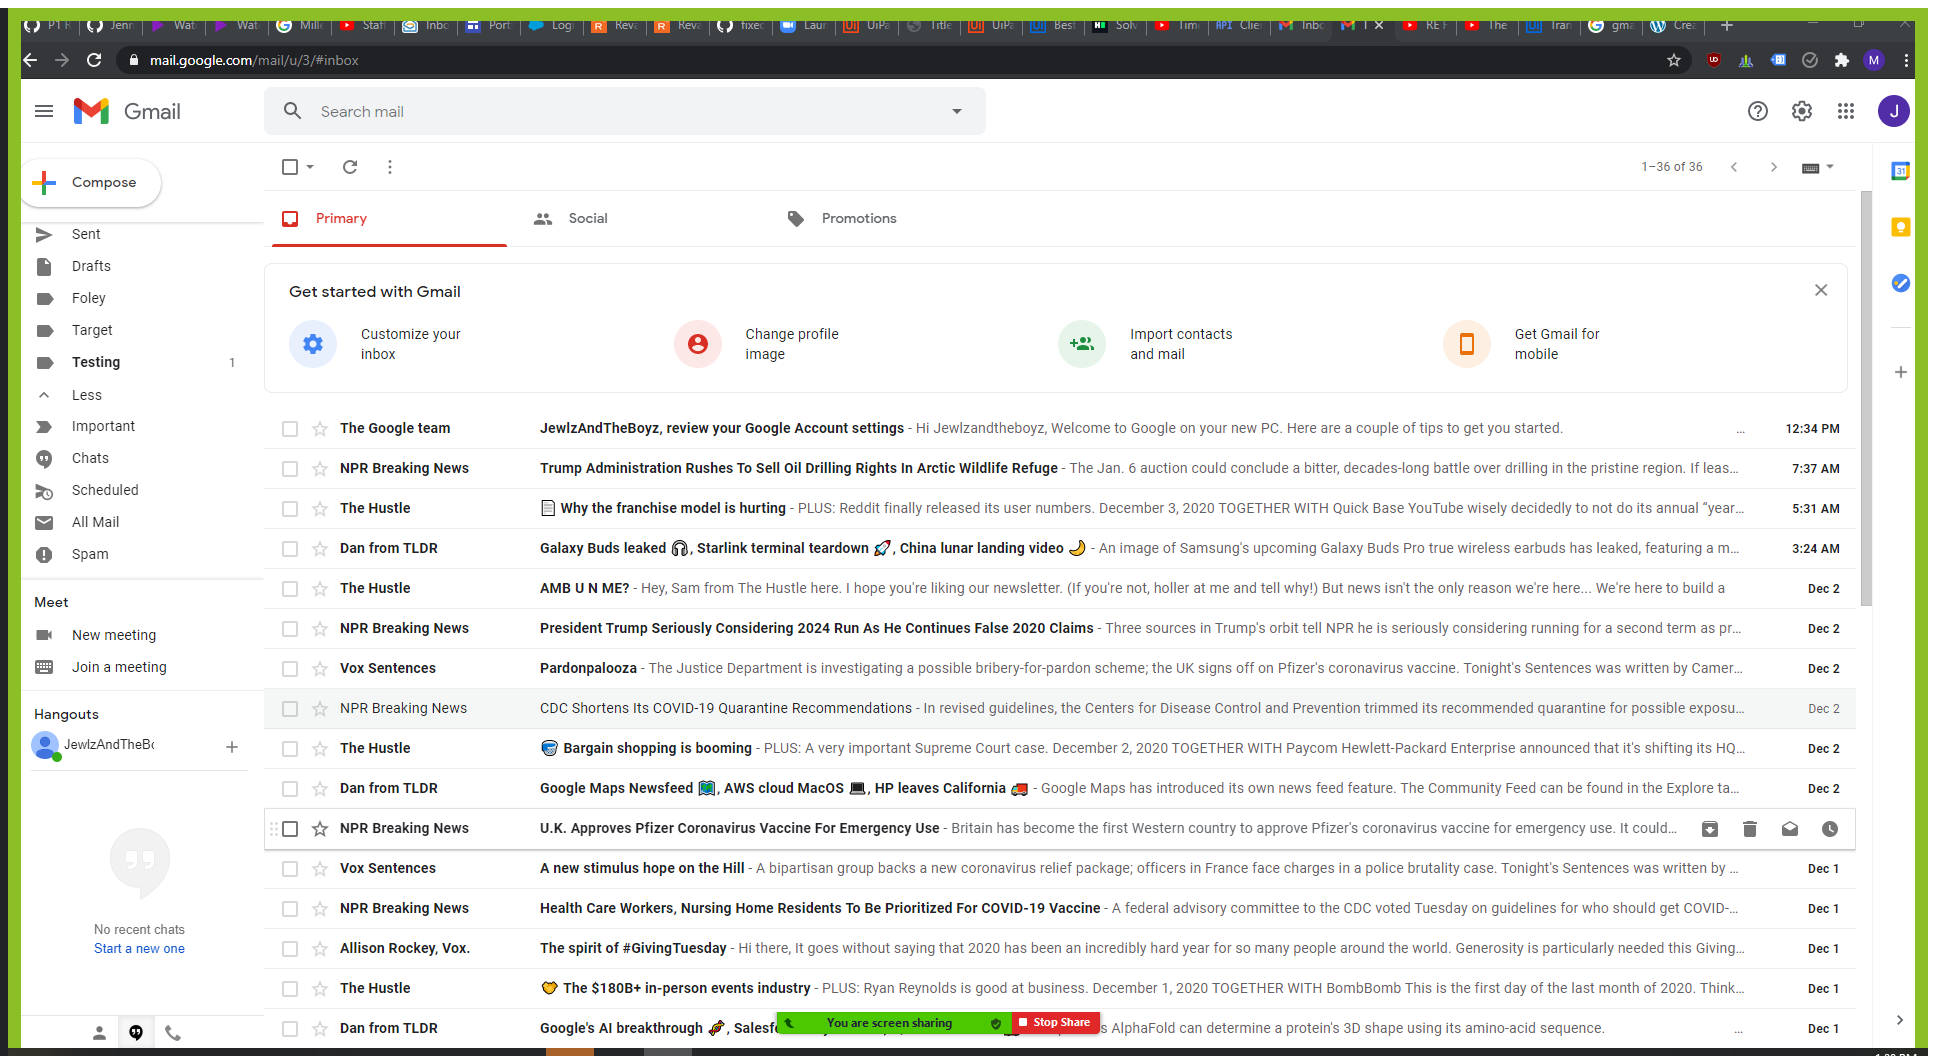 P1 F
Jenr
Wat
Wat
Mille
Staf
Inbc
Port
Log
Reva
Reva
fixec
Laur
UiPa
Title
UiPa
Best
Solv
Time
API Clie
Inbc
RET
The
Tran
gma
Crea
mail.google.com/mail/u/3/#inbox
M
Gmail
Search mail
J
Compose
1–36 of 36
Primary
Social
Promotions
Sent
Drafts
Foley
Target
Testing 1
Less
Important
Chats
Scheduled
All Mail
Spam
Meet
New meeting
Join a meeting
Hangouts
JewlzAndTheBo
No recent chats
Start a new one
Get started with Gmail
Customize your
inbox
Change profile
image
Import contacts
and mail
Get Gmail for
mobile
The Google team JewlzAndTheBoyz, review your Google Account settings - Hi Jewlzandtheboyz, Welcome to Google on your new PC. Here are a couple of tips to get you started. ... 12:34 PM
NPR Breaking News Trump Administration Rushes To Sell Oil Drilling Rights In Arctic Wildlife Refuge - The Jan. 6 auction could conclude a bitter, decades-long battle over drilling in the pristine region. If leas... 7:37 AM
The Hustle Why the franchise model is hurting - PLUS: Reddit finally released its user numbers. December 3, 2020 TOGETHER WITH Quick Base YouTube wisely decidedly to not do its annual “year... 5:31 AM
Dan from TLDR Galaxy Buds leaked 🎧, Starlink terminal teardown 🚀, China lunar landing video 🌙 - An image of Samsung's upcoming Galaxy Buds Pro true wireless earbuds has leaked, featuring a m... 3:24 AM
The Hustle AMB U N ME? - Hey, Sam from The Hustle here. I hope you're liking our newsletter. (If you're not, holler at me and tell why!) But news isn't the only reason we're here... We're here to build a Dec 2
NPR Breaking News President Trump Seriously Considering 2024 Run As He Continues False 2020 Claims - Three sources in Trump's orbit tell NPR he is seriously considering running for a second term as pr... Dec 2
Vox Sentences Pardonpalooza - The Justice Department is investigating a possible bribery-for-pardon scheme; the UK signs off on Pfizer's coronavirus vaccine. Tonight's Sentences was written by Camer... Dec 2
NPR Breaking News CDC Shortens Its COVID-19 Quarantine Recommendations - In revised guidelines, the Centers for Disease Control and Prevention trimmed its recommended quarantine for possible exposu... Dec 2
The Hustle Bargain shopping is booming - PLUS: A very important Supreme Court case. December 2, 2020 TOGETHER WITH Paycom Hewlett-Packard Enterprise announced that it's shifting its HQ... Dec 2
Dan from TLDR Google Maps Newsfeed 🗺, AWS cloud MacOS 💻, HP leaves California 🚚 - Google Maps has introduced its own news feed feature. The Community Feed can be found in the Explore ta... Dec 2
NPR Breaking News U.K. Approves Pfizer Coronavirus Vaccine For Emergency Use - Britain has become the first Western country to approve Pfizer's coronavirus vaccine for emergency use. It could...
Vox Sentences A new stimulus hope on the Hill - A bipartisan group backs a new coronavirus relief package; officers in France face charges in a police brutality case. Tonight's Sentences was written by ... Dec 1
NPR Breaking News Health Care Workers, Nursing Home Residents To Be Prioritized For COVID-19 Vaccine - A federal advisory committee to the CDC voted Tuesday on guidelines for who should get COVID-... Dec 1
Allison Rockey, Vox. The spirit of #GivingTuesday - Hi there, It goes without saying that 2020 has been an incredibly hard year for so many people around the world. Generosity is particularly needed this Giving... Dec 1
The Hustle The $180B+ in-person events industry - PLUS: Ryan Reynolds is good at business. December 1, 2020 TOGETHER WITH BombBomb This is the first day of the last month of 2020. Think... Dec 1
Dan from TLDR Google's AI breakthrough 🧬, Salesf s AlphaFold can determine a protein's 3D shape using its amino-acid sequence. ... Dec 1
You are screen sharing Stop Share